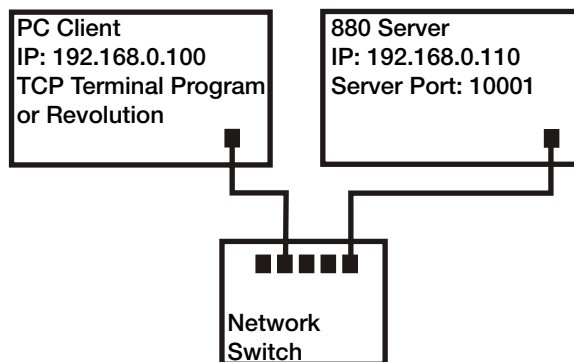 PC Client
IP: 192.168.0.100
TCP Terminal Program
or Revolution
880 Server
IP: 192.168.0.110
Server Port: 10001
Network
Switch